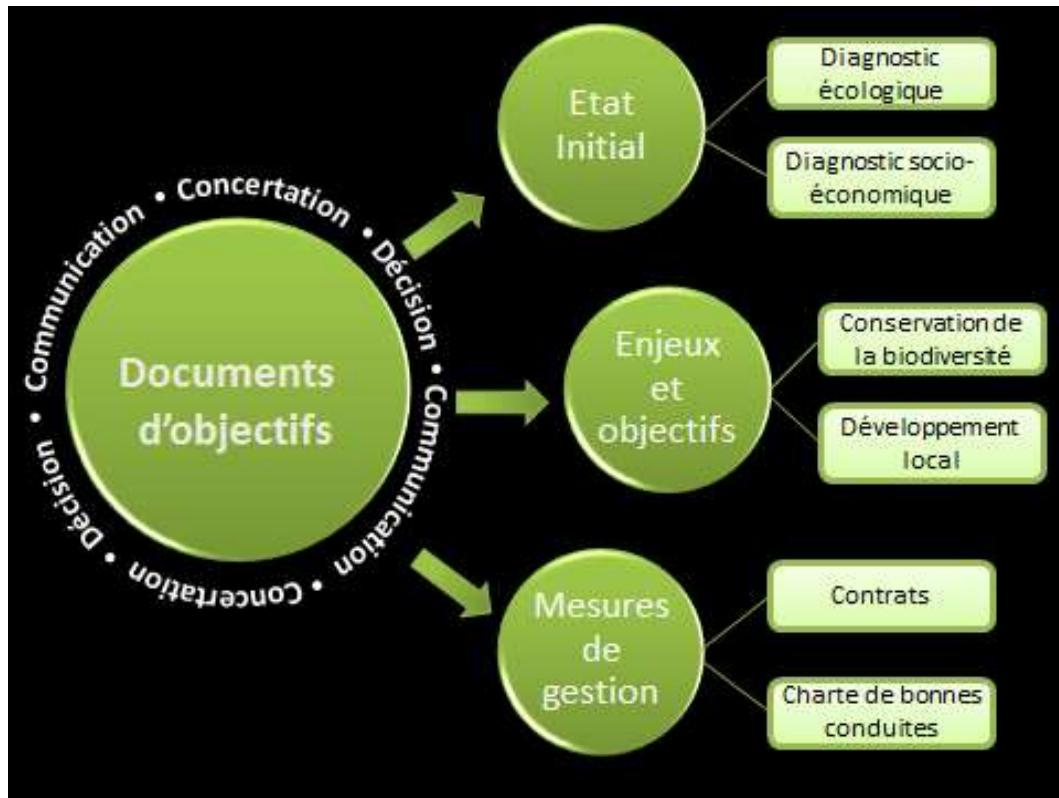 Documents
d'objectifs
• Communication • Concertation • Décision • Communication • Concertation • Décision
Etat
Initial
Diagnostic
écologique
Diagnostic socio-
économique
Enjeux
et
objectifs
Conservation de
la biodiversité
Développement
local
Mesures
de
gestion
Contrats
Charte de bonnes
conduites